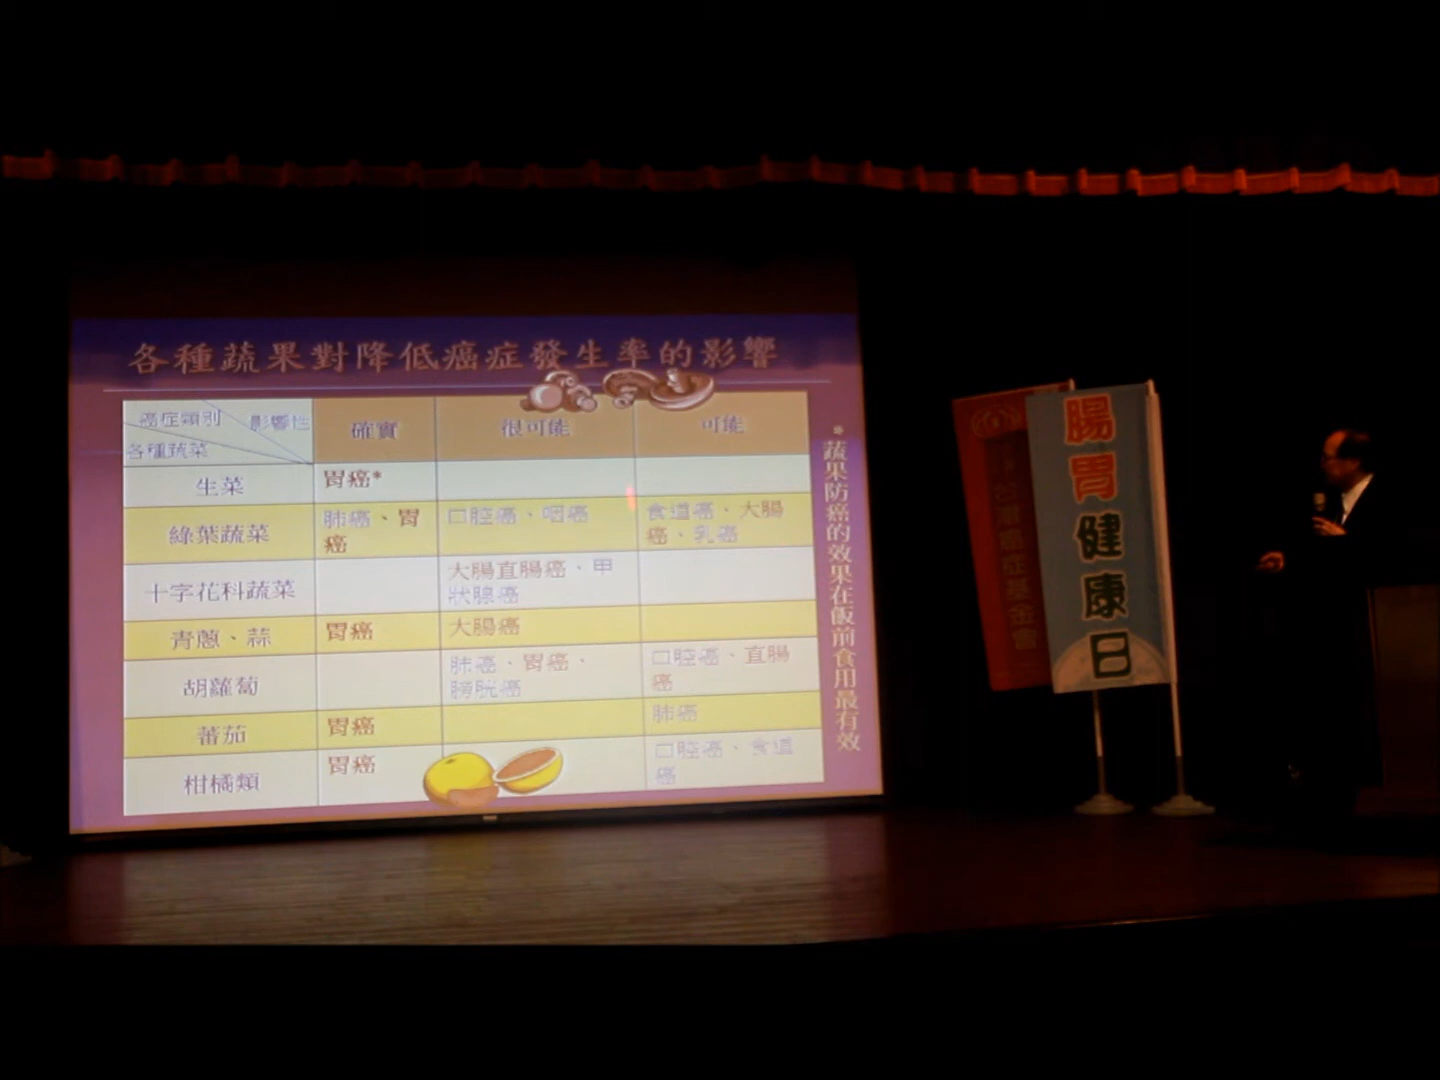 各種蔬果對降低癌症發生率的影響
癌症類別 影響性
各種蔬菜
確實 很可能 可能
生菜 胃癌*
綠葉蔬菜 肺癌、胃癌 口腔癌、咽癌 食道癌、大腸癌、乳癌
十字花科蔬菜 大腸直腸癌、甲狀腺癌
青蔥、蒜 胃癌 大腸癌
胡蘿蔔 肺癌、胃癌、膀胱癌 口腔癌、直腸癌
蕃茄 胃癌 肺癌
柑橘類 胃癌 口腔癌、食道癌
*蔬果防癌的效果在飯前食用最有效
台灣癌症基金會
腸胃健康日